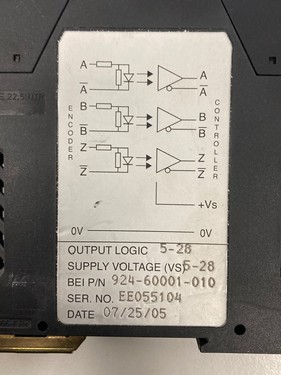 A A
A̅ A̅
B B
B̅ B̅
Z Z
Z̅ Z̅
ENCODER
CONTROLLER
+Vs
0V 0V
OUTPUT LOGIC 5-28
SUPPLY VOLTAGE (VS) 5-28
BEI P/N 924-60001-010
SER. NO. EE055104
DATE 07/25/05